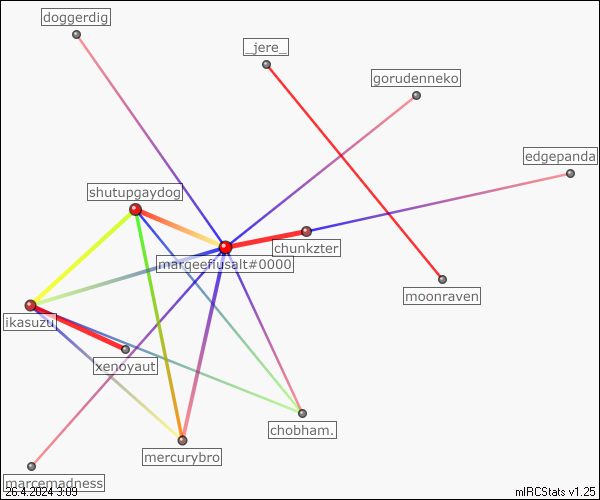 doggerdig
_jere_
gorudenneko
edgepanda
shutupgaydog
chunkzter
margeefiusalt#0000
moonraven
ikasuzu
xenoyaut
chobham.
mercurybro
marcemadness
26.4.2024 3:09
mIRCStats v1.25